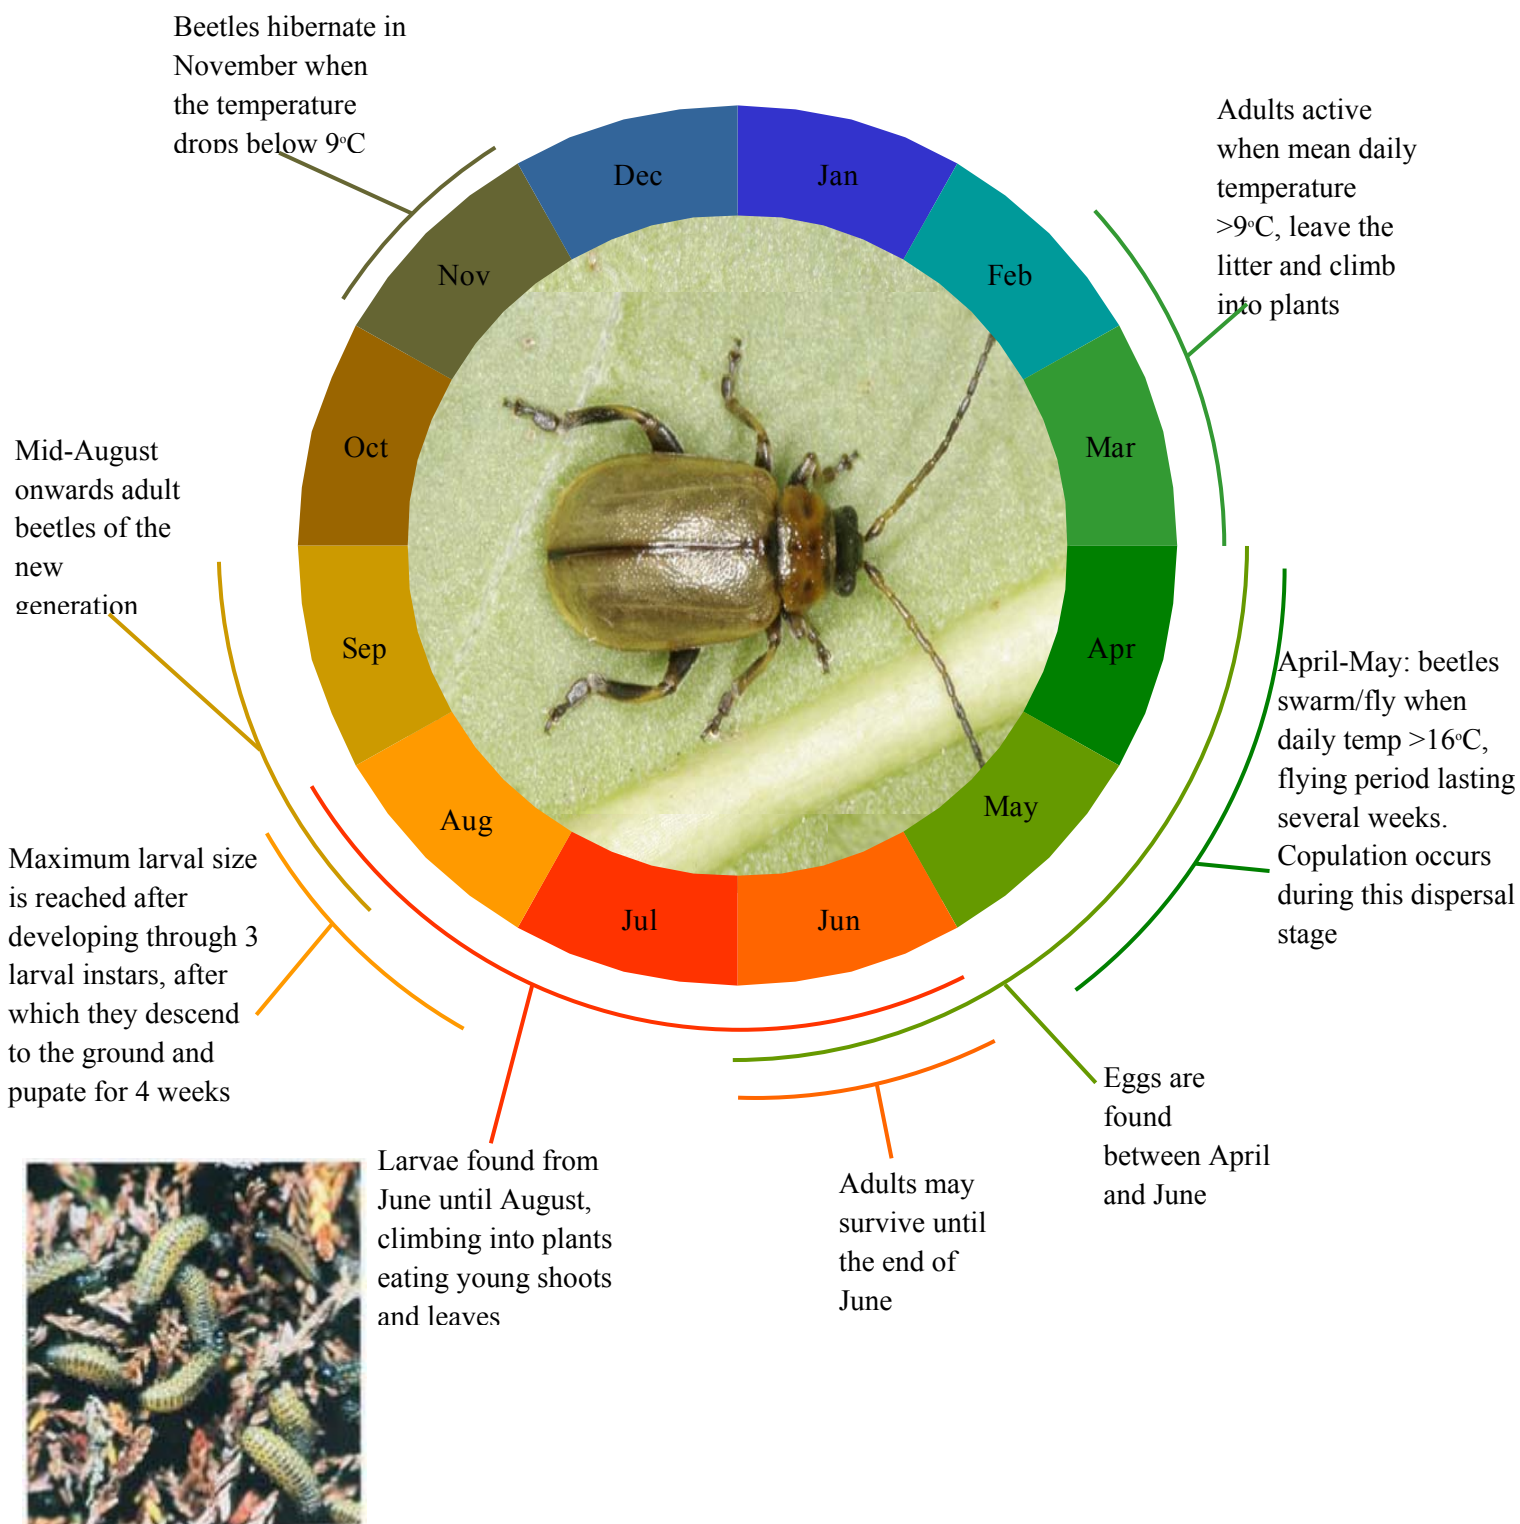 Beetles hibernate in
November when
the temperature
drops below 9°C
Adults active
when mean daily
temperature
>9°C, leave the
litter and climb
into plants
Dec
Jan
Nov
Feb
Oct
Mar
Sep
Apr
Aug
May
Jul
Jun
Mid-August
onwards adult
beetles of the
new
generation
April-May: beetles
swarm/fly when
daily temp >16°C,
flying period lasting
several weeks.
Copulation occurs
during this dispersal
stage
Maximum larval size
is reached after
developing through 3
larval instars, after
which they descend
to the ground and
pupate for 4 weeks
Eggs are
found
between April
and June
Larvae found from
June until August,
climbing into plants
eating young shoots
and leaves
Adults may
survive until
the end of
June